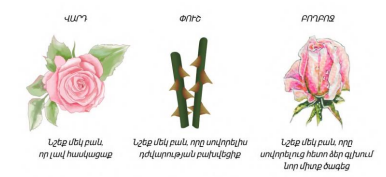 ՎԱՐԴ
ՓՈՒՇ
ԲՈՂԲՈՋ
Նշեք մեկ բան,
որ լավ հասկացաք
Նշեք մեկ բան, որը սովորելիս
դժվարության բախվեցիք
Նշեք մեկ բան, որը
սովորելուց հետո ձեր գլխում
նոր միտք ծագեց